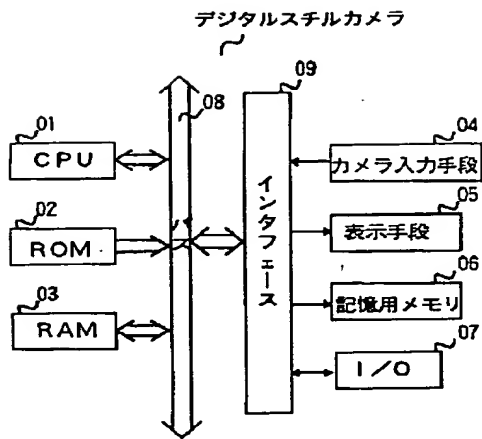 デジタルスチルカメラ
01
CPU
02
ROM
03
RAM
08
バス
09
インタフェース
04
カメラ入力手段
05
表示手段
06
記憶用メモリ
07
I/O